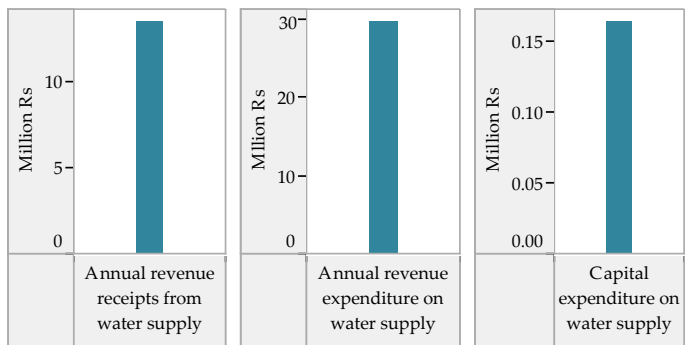 Million Rs
10
5
0
Annual revenue
receipts from
water supply
Mllion Rs
30
20
10
0
Annual revenue
expenditure on
water supply
Million Rs
0.15
0.10
0.05
0.00
Capital
expenditure on
water supply